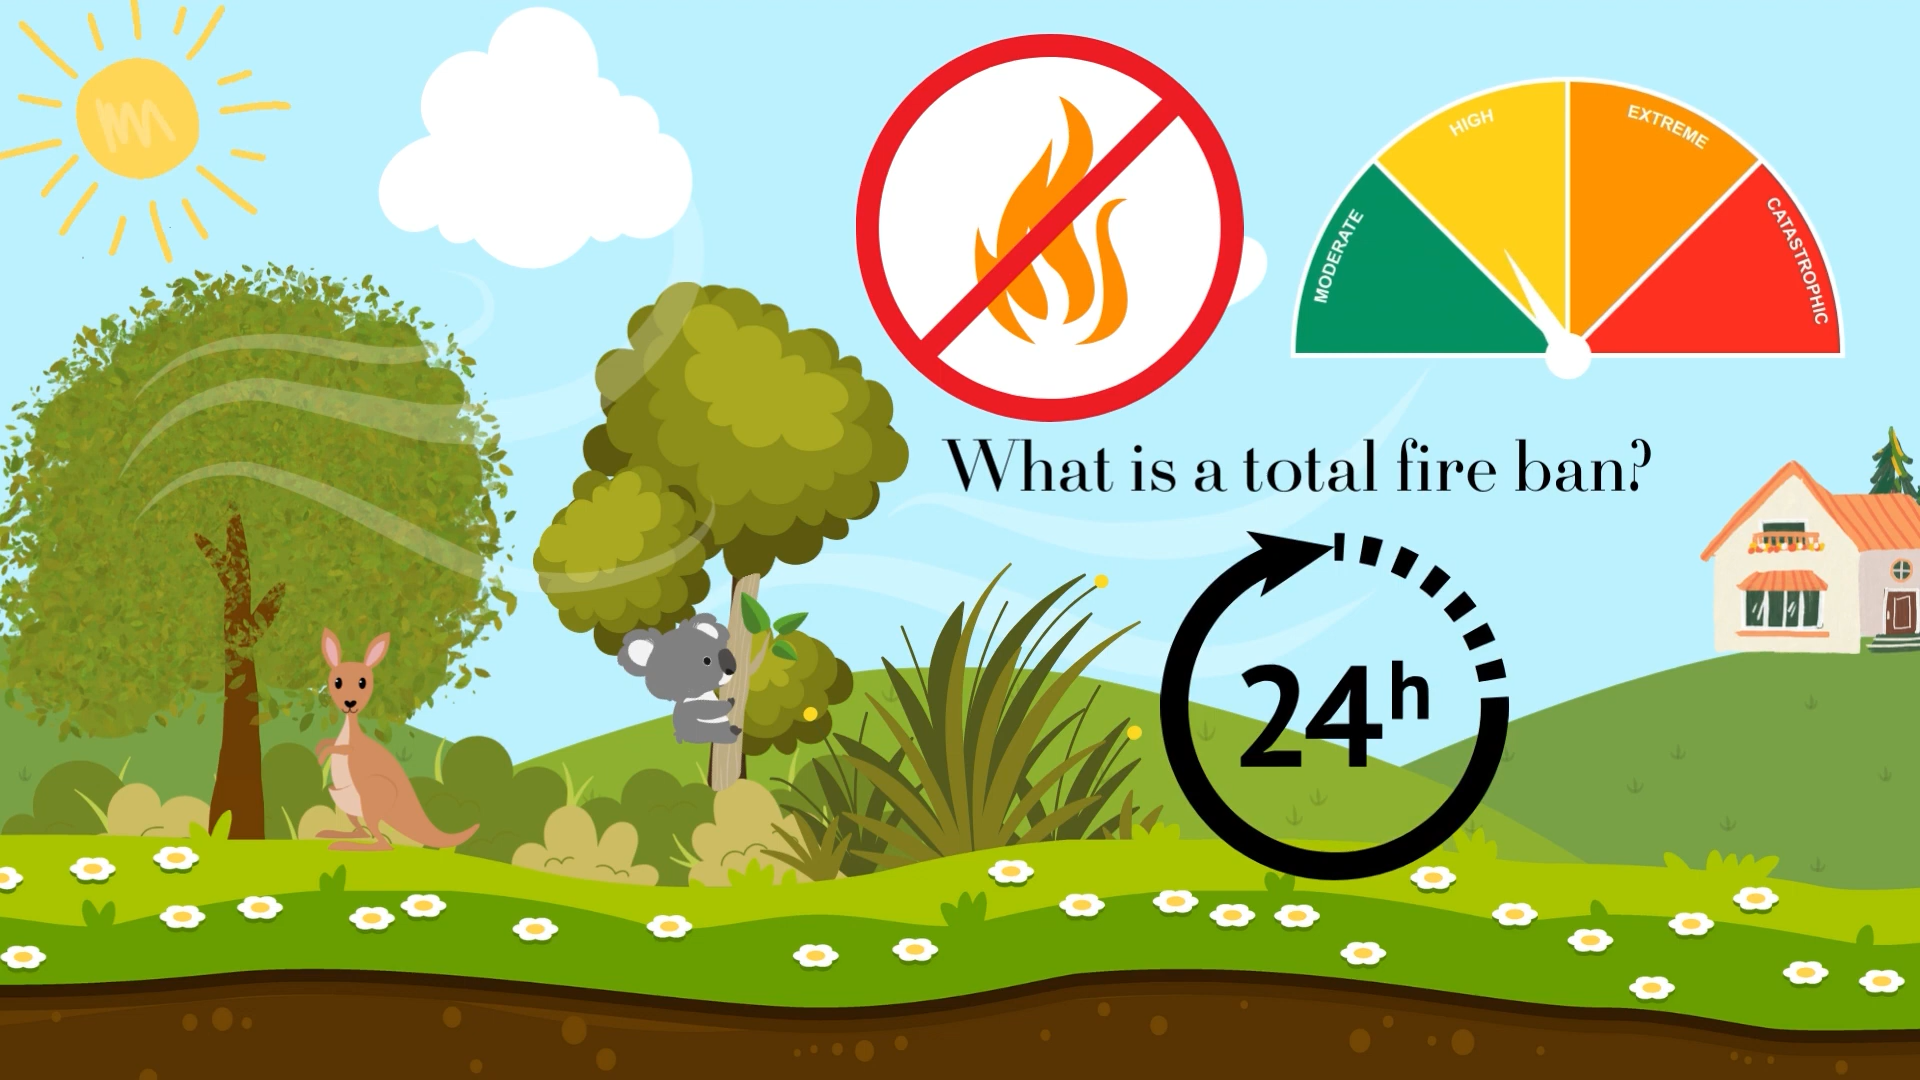 MODERATE
HIGH
EXTREME
CATASTROPHIC
What is a total fire ban?
24h